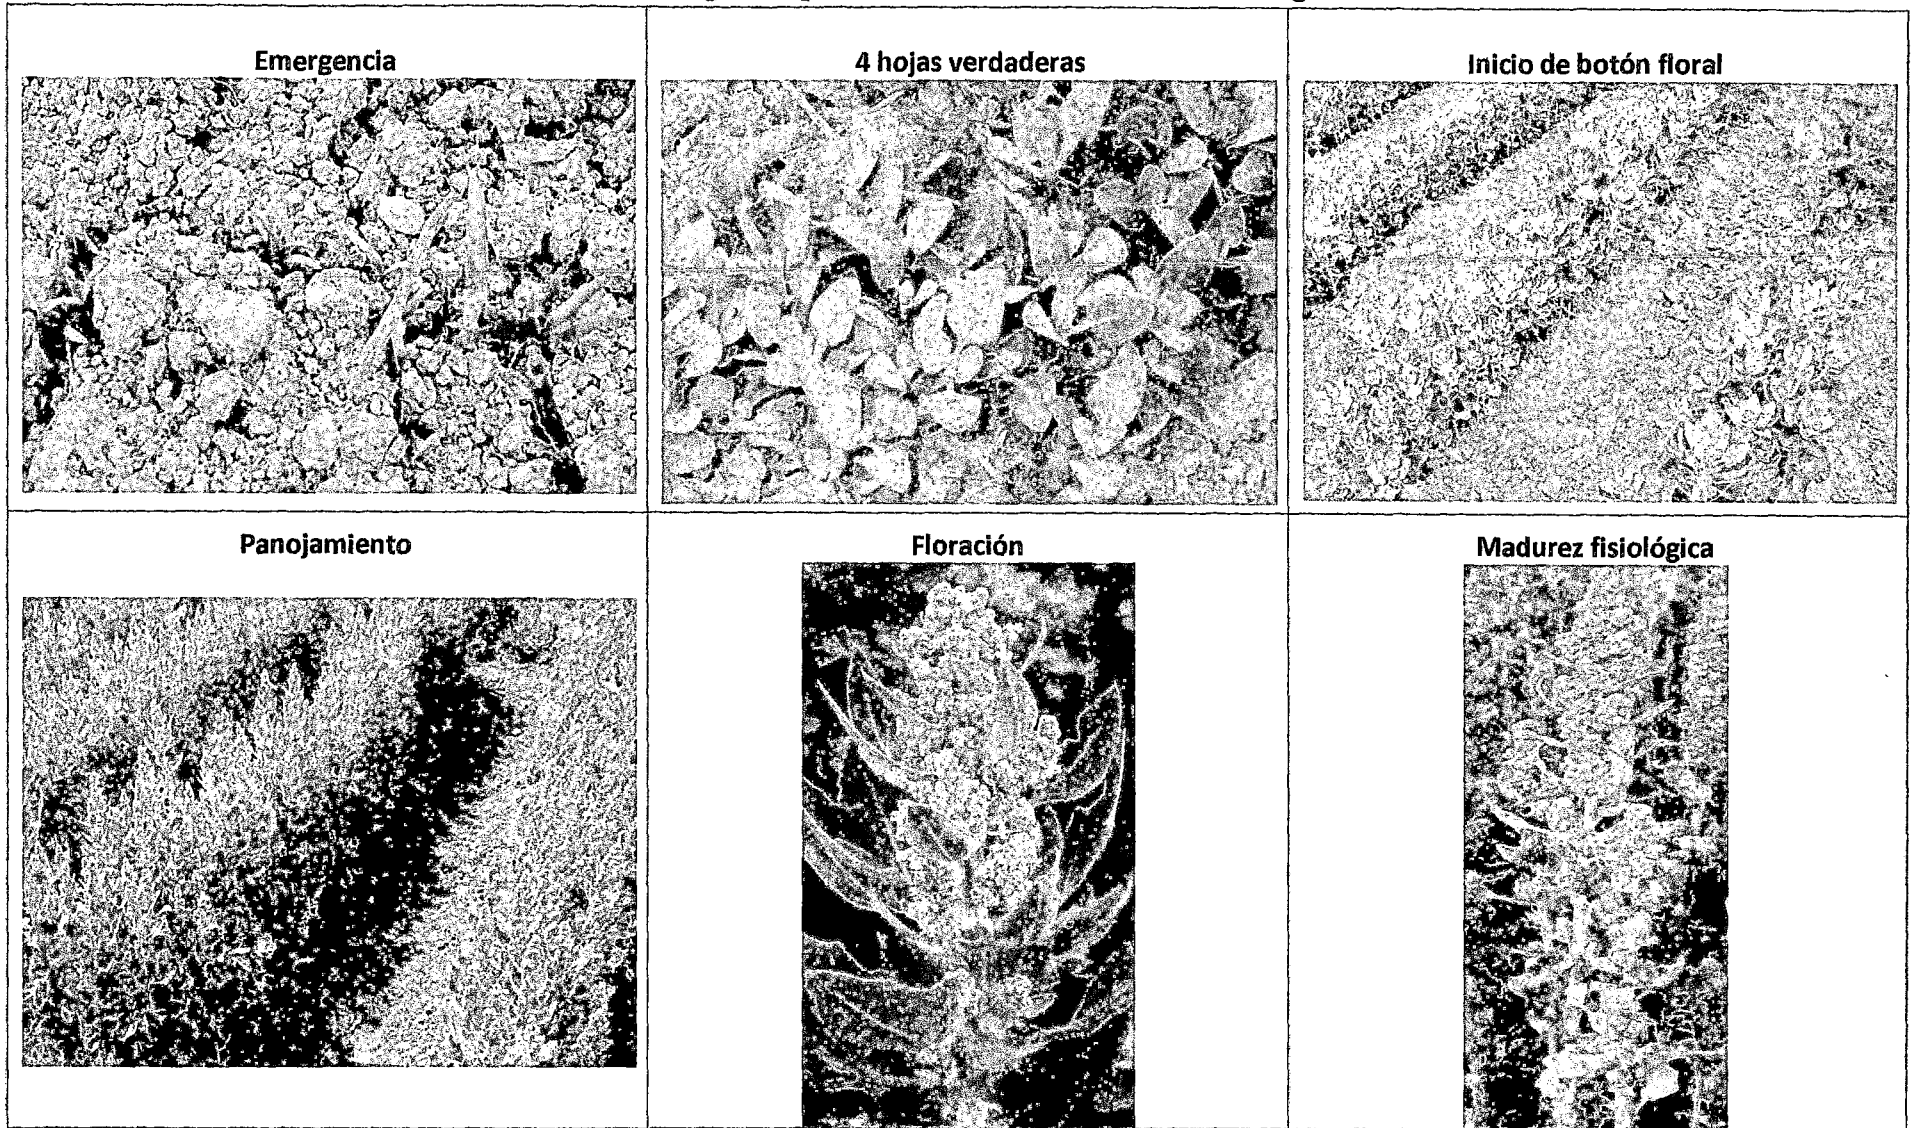 Emergencia
4 hojas verdaderas
Inicio de botón floral
Panojamiento
Floración
Madurez fisiológica